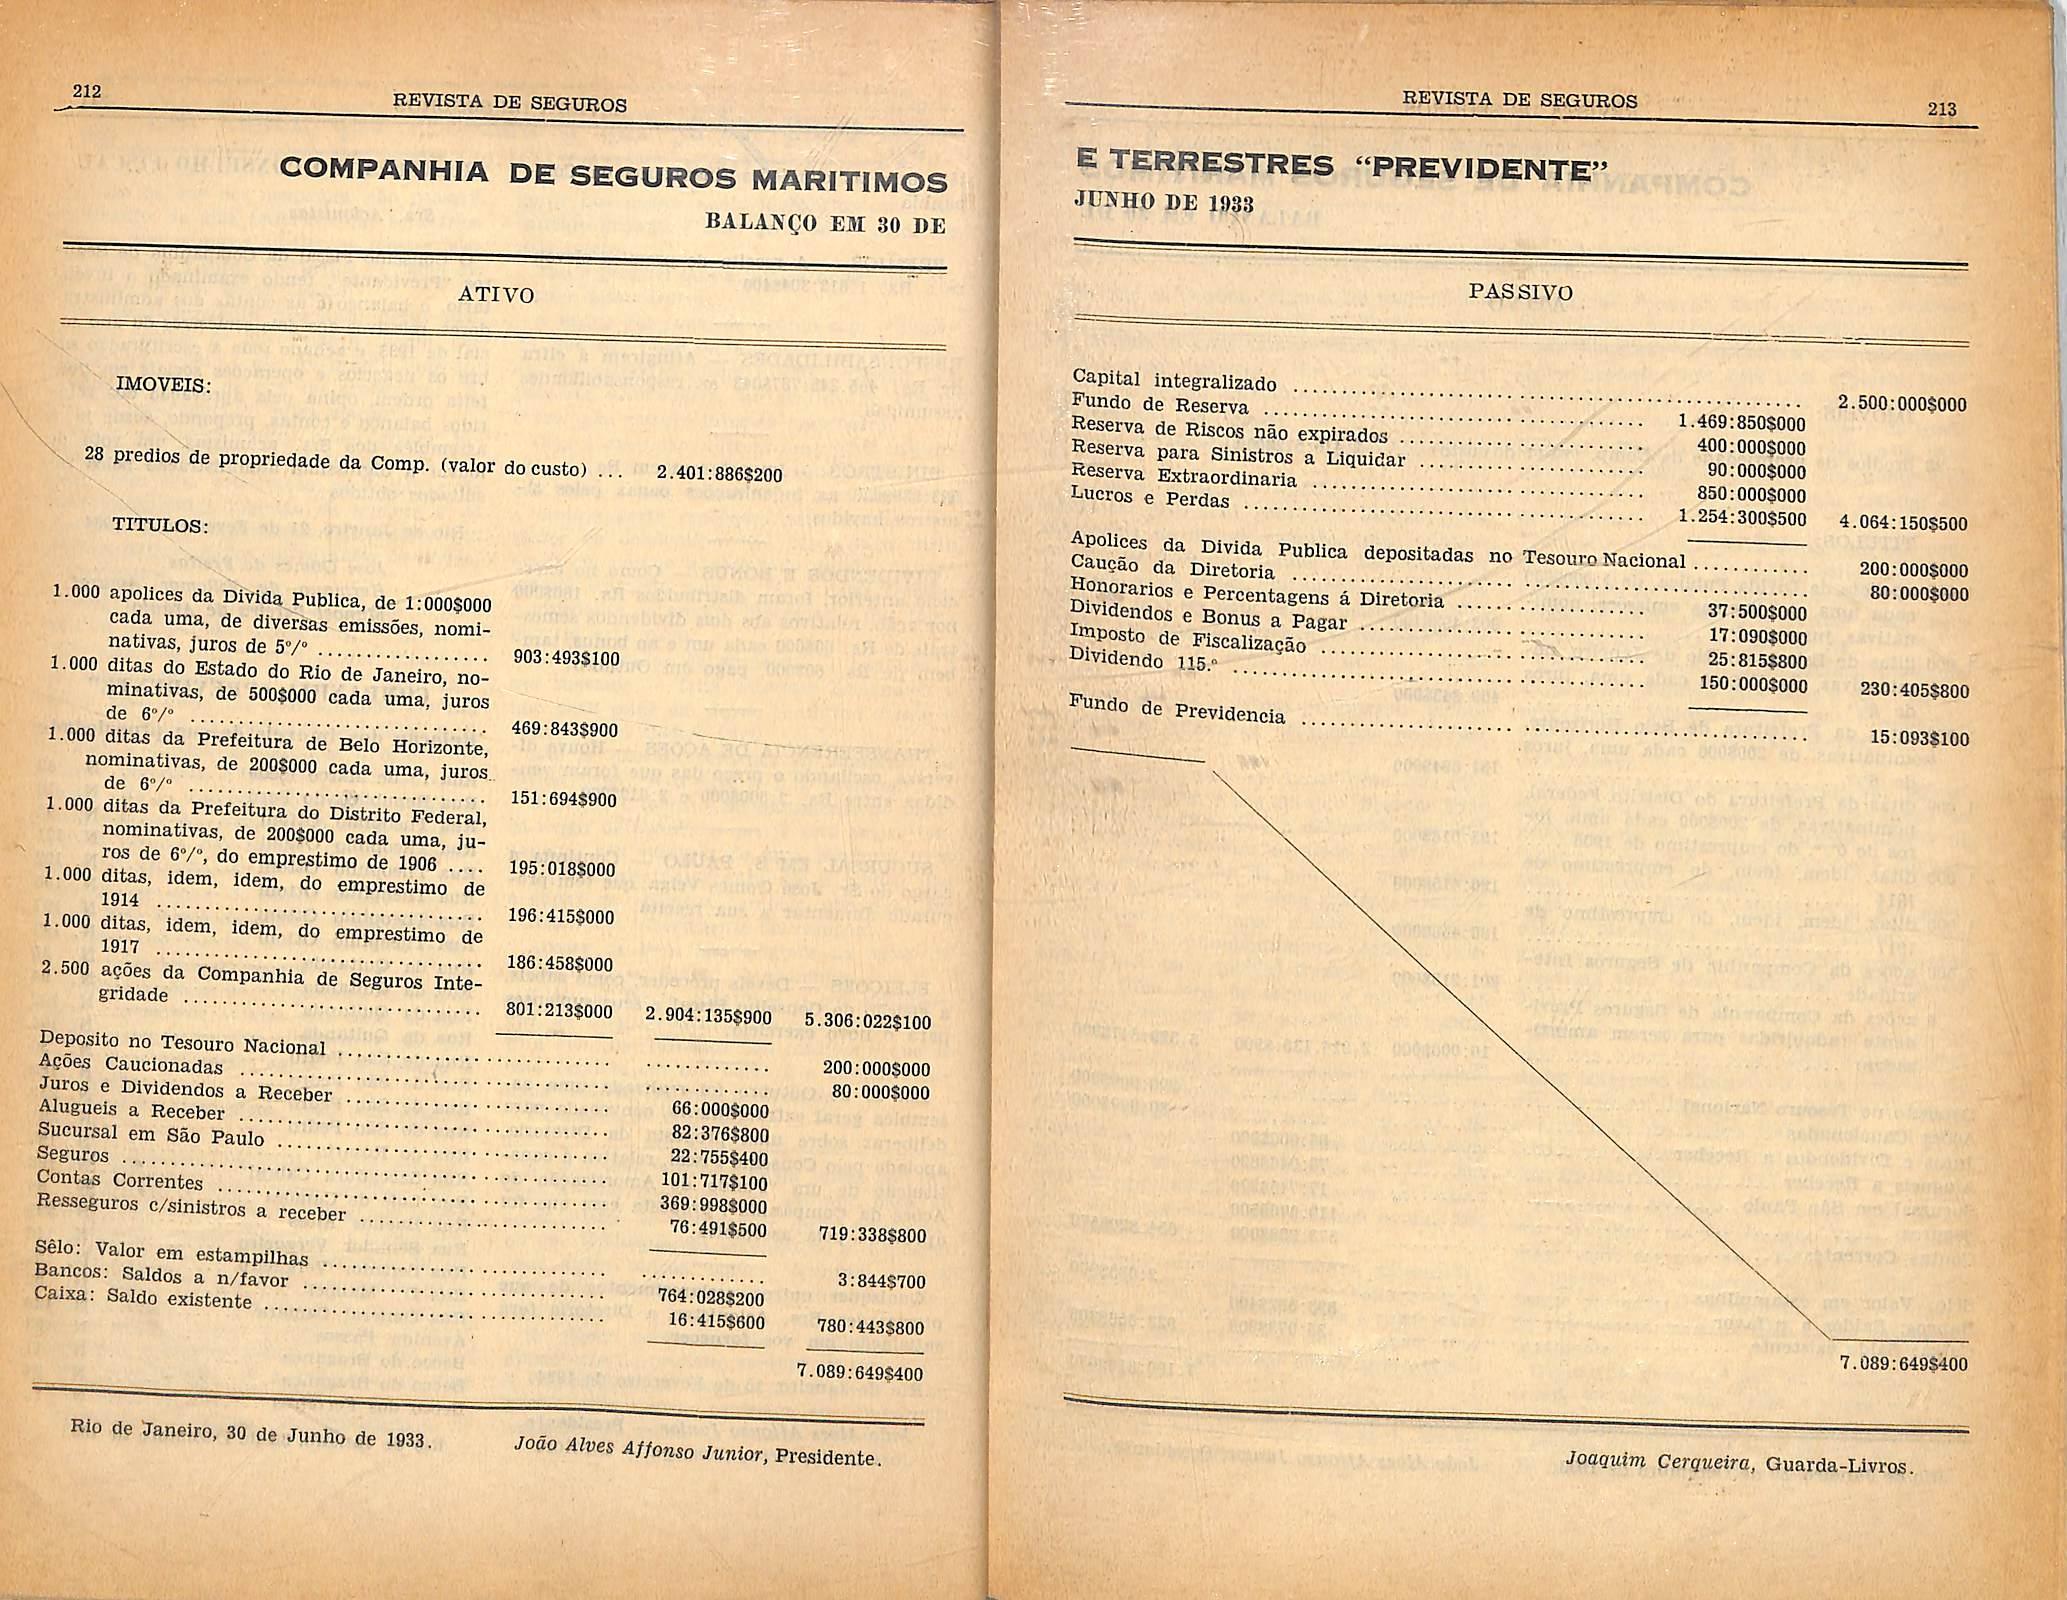 212
REVISTA DE SEGUROS
COMPANHIA DE SEGUROS MARITIMOS
BALANÇO EM 30 DE
ATIVO
IMOVEIS:
28 predios de propriedade da Comp. (valor do custo) ... 2.401:886$200
TITULOS:
1.000 apolices da Divida Publica, de 1:000$000
cada uma, de diversas emissões, nomi-
nativas, juros de 5º/º .................. 903:493$100
1.000 ditas do Estado do Rio de Janeiro, no-
minativas, de 500$000 cada uma, juros
de 6º/º .............................. 469:843$900
1.000 ditas da Prefeitura de Belo Horizonte,
nominativas, de 200$000 cada uma, juros
de 6º/º .............................. 151:694$900
1.000 ditas da Prefeitura do Distrito Federal,
nominativas, de 200$000 cada uma, ju-
ros de 6º/º, do emprestimo de 1906 .... 195:018$000
1.000 ditas, idem, idem, do emprestimo de
1914 .................................. 196:415$000
1.000 ditas, idem, idem, do emprestimo de
1917 .................................. 186:458$000
2.500 ações da Companhia de Seguros Inte-
gridade ............................... 801:213$000 2.904:135$900 5.306:022$100
Deposito no Tesouro Nacional ............................ ............. 200:000$000
Ações Caucionadas ...................................... ............. 80:000$000
Juros e Dividendos a Receber ........................... 66:000$000
Alugueis a Receber ..................................... 82:376$800
Sucursal em São Paulo .................................. 22:755$400
Seguros ................................................ 101:717$100
Contas Correntes ....................................... 369:998$000
Resseguros c/sinistros a receber ......................... 76:491$500 719:338$800
Sêlo: Valor em estampilhas ............................. ............. 3:844$700
Bancos: Saldos a n/favor ............................... 764:028$200
Caixa: Saldo existente .................................. 16:415$600 780:443$800
7.089:649$400
Rio de Janeiro, 30 de Junho de 1933. João Alves Affonso Junior, Presidente.
REVISTA DE SEGUROS
213
E TERRESTRES “PREVIDENTE”
JUNHO DE 1933
PASSIVO
Capital integralizado .................................................... 2.500:000$000
Fundo de Reserva ...................................... 1.469:850$000
Reserva de Riscos não expirados ......................... 400:000$000
Reserva para Sinistros a Liquidar ....................... 90:000$000
Reserva Extraordinaria .................................. 850:000$000
Lucros e Perdas ........................................ 1.254:300$500 4.064:150$500
Apolices da Divida Publica depositadas no Tesouro Nacional ............ 200:000$000
Caução da Diretoria ..................................................... 80:000$000
Honorarios e Percentagens á Diretoria ................... 37:500$000
Dividendos e Bonus a Pagar ............................. 17:090$000
Imposto de Fiscalização ................................. 25:815$800
Dividendo 115.º ......................................... 150:000$000 230:405$800
Fundo de Previdencia .................................................... 15:093$100
7.089:649$400
Joaquim Cerqueira, Guarda-Livros.